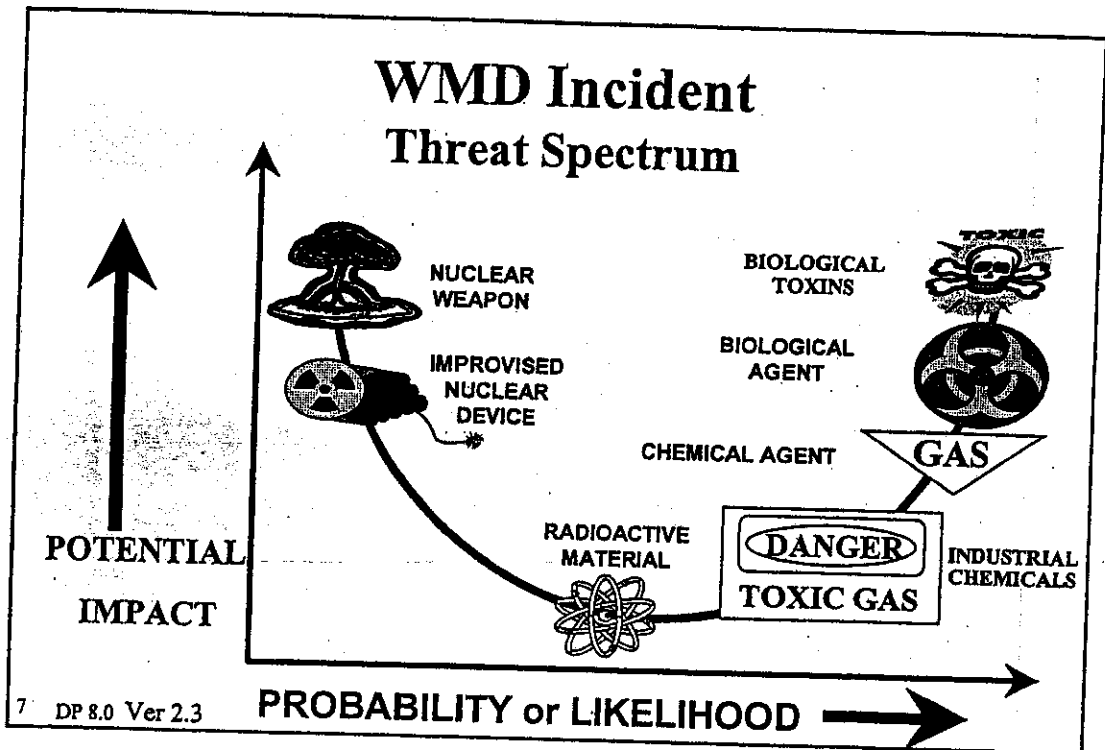 WMD Incident
Threat Spectrum
NUCLEAR
WEAPON
TOXIC
BIOLOGICAL
TOXINS
IMPROVISED
NUCLEAR
DEVICE
BIOLOGICAL
AGENT
CHEMICAL AGENT
GAS
RADIOACTIVE
MATERIAL
DANGER
TOXIC GAS
INDUSTRIAL
CHEMICALS
POTENTIAL
IMPACT
7 DP 8.0 Ver 2.3
PROBABILITY or LIKELIHOOD